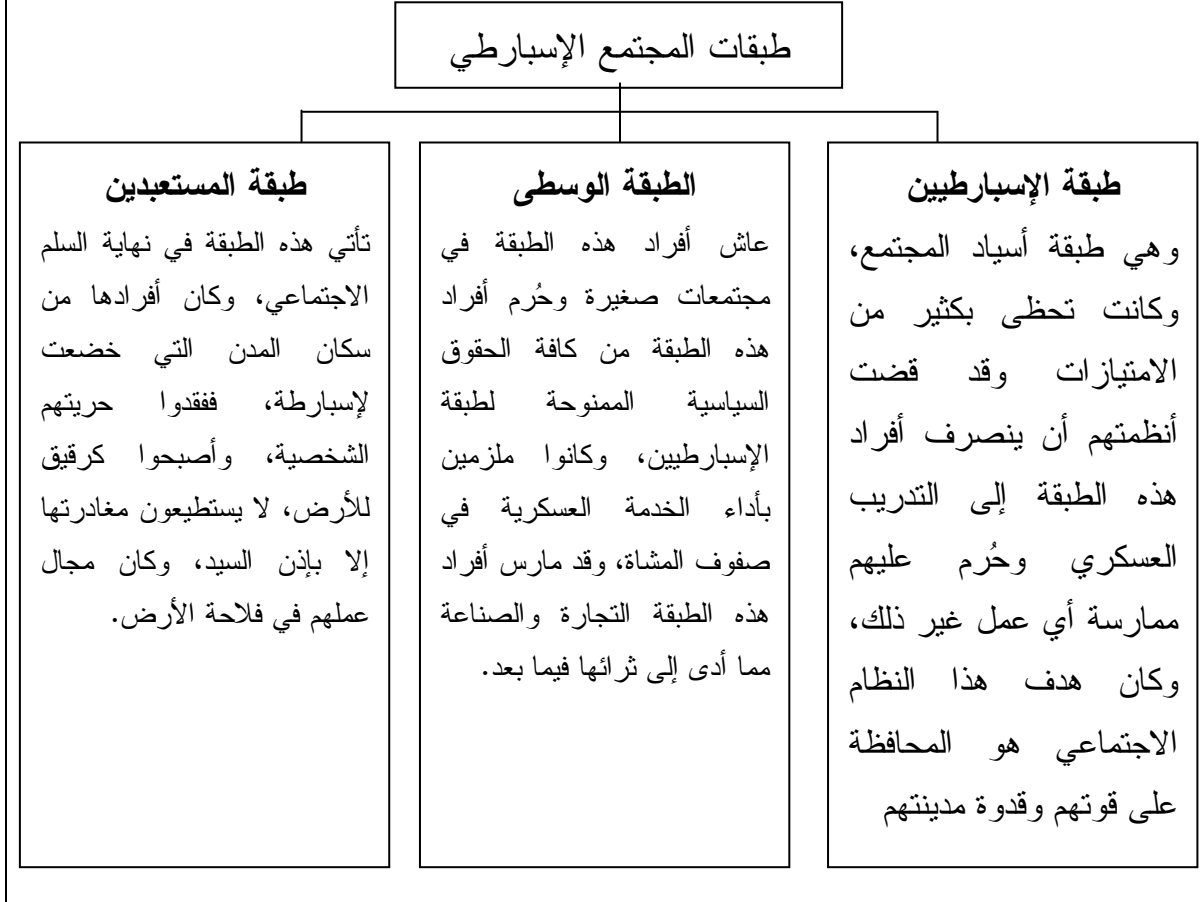 طبقات المجتمع الإسبارطي
طبقة الإسبارطيين
وهي طبقة أسياد المجتمع،
وكانت تحظى بكثير من
الامتيازات وقد قضت
أنظمتهم أن ينصرف أفراد
هذه الطبقة إلى التدريب
العسكري وحُرم عليهم
ممارسة أي عمل غير ذلك،
وكان هدف هذا النظام
الاجتماعي هو المحافظة
على قوتهم وقدوة مدينتهم
الطبقة الوسطى
عاش أفراد هذه الطبقة في
مجتمعات صغيرة وحُرم أفراد
هذه الطبقة من كافة الحقوق
السياسية الممنوحة لطبقة
الإسبارطيين، وكانوا ملزمين
بأداء الخدمة العسكرية في
صفوف المشاة، وقد مارس أفراد
هذه الطبقة التجارة والصناعة
مما أدى إلى ثرائها فيما بعد.
طبقة المستعبدين
تأتي هذه الطبقة في نهاية السلم
الاجتماعي، وكان أفرادها من
سكان المدن التي خضعت
لإسبارطة، ففقدوا حريتهم
الشخصية، وأصبحوا كرقيق
للأرض، لا يستطيعون مغادرتها
إلا بإذن السيد، وكان مجال
عملهم في فلاحة الأرض.